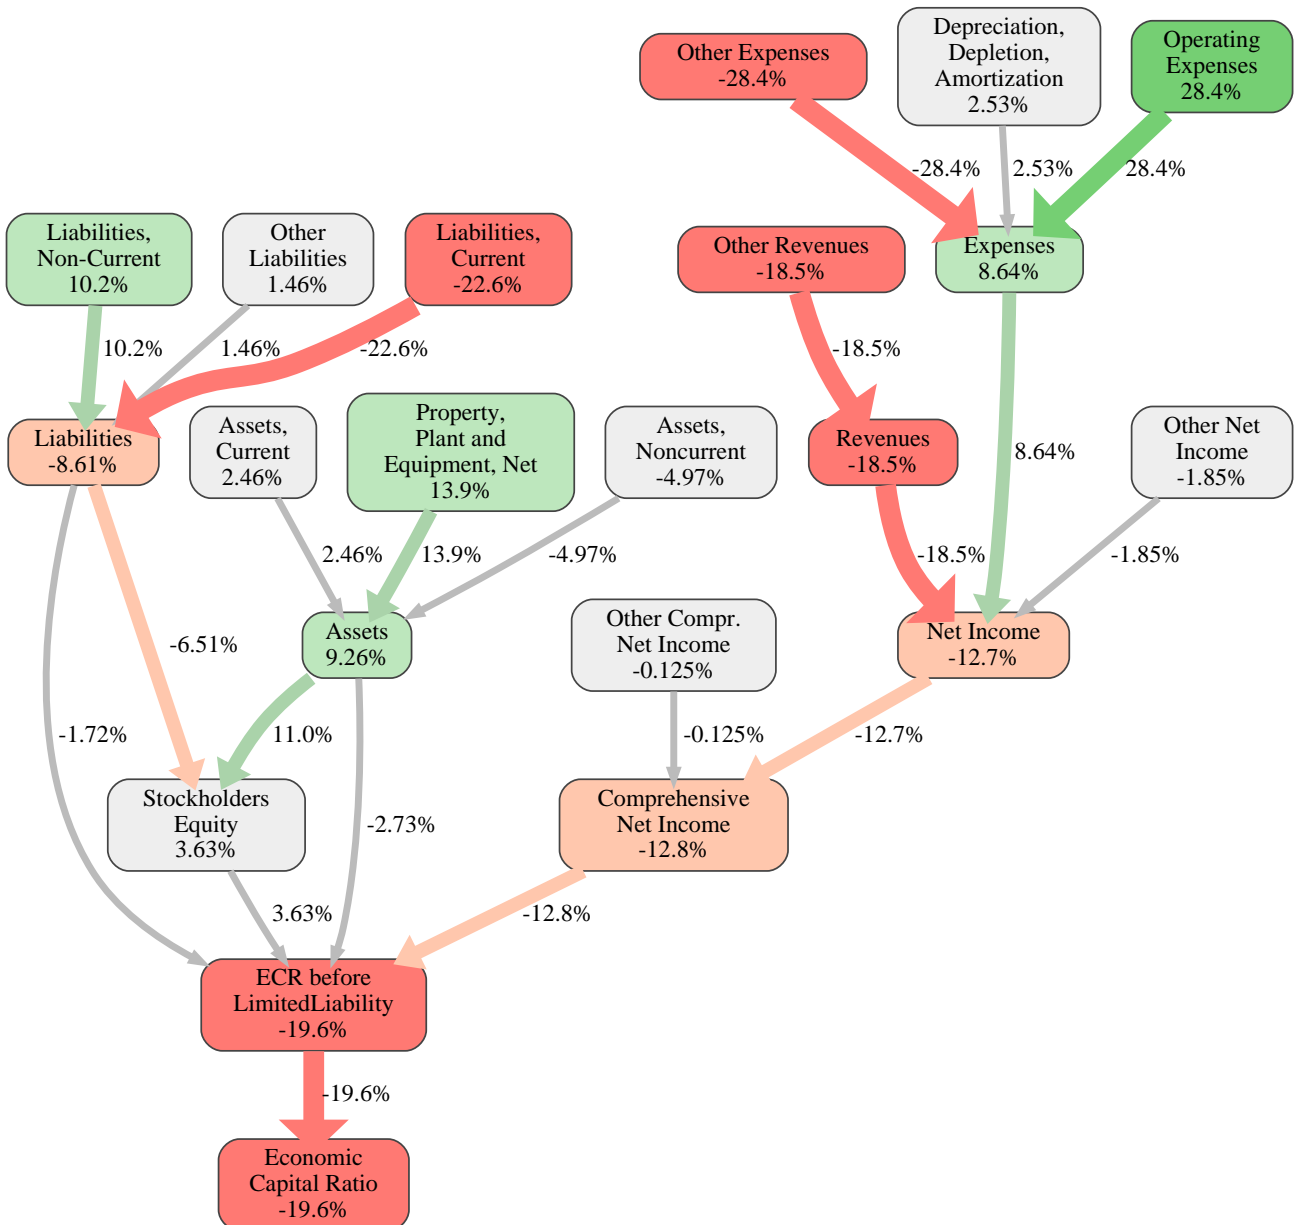 Other Expenses
-28.4%
Depreciation,
Depletion,
Amortization
2.53%
Operating
Expenses
28.4%
-28.4%
2.53%
28.4%
Liabilities,
Non-Current
10.2%
Other
Liabilities
1.46%
Liabilities,
Current
-22.6%
Other Revenues
-18.5%
Expenses
8.64%
10.2%
1.46%
-22.6%
-18.5%
Liabilities
-8.61%
Assets,
Current
2.46%
Property,
Plant and
Equipment, Net
13.9%
Assets,
Noncurrent
-4.97%
Revenues
-18.5%
8.64%
Other Net
Income
-1.85%
2.46%
13.9%
-4.97%
-18.5%
-1.85%
-6.51%
Assets
9.26%
Other Compr.
Net Income
-0.125%
Net Income
-12.7%
-1.72%
11.0%
-2.73%
-0.125%
-12.7%
Stockholders
Equity
3.63%
Comprehensive
Net Income
-12.8%
3.63%
-12.8%
ECR before
LimitedLiability
-19.6%
-19.6%
Economic
Capital Ratio
-19.6%